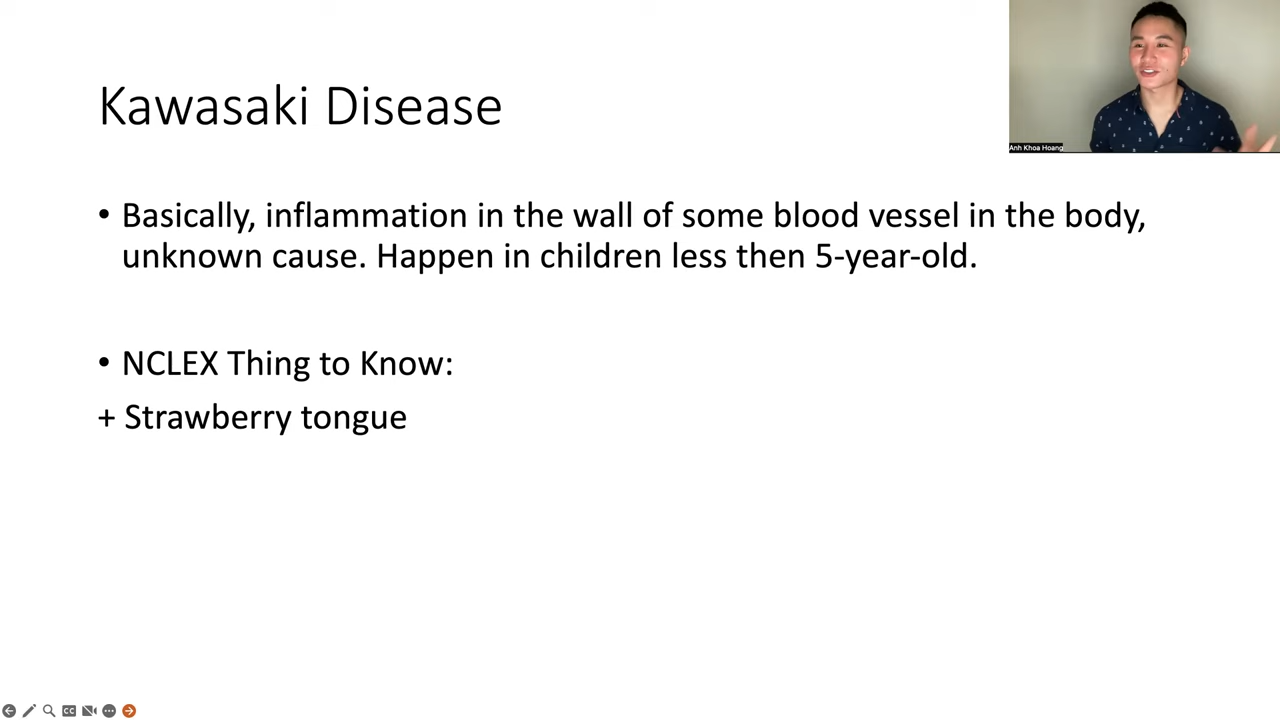 Kawasaki Disease
Anh Khoa Hoang
• Basically, inflammation in the wall of some blood vessel in the body,
unknown cause. Happen in children less then 5-year-old.
• NCLEX Thing to Know:
+ Strawberry tongue
CC